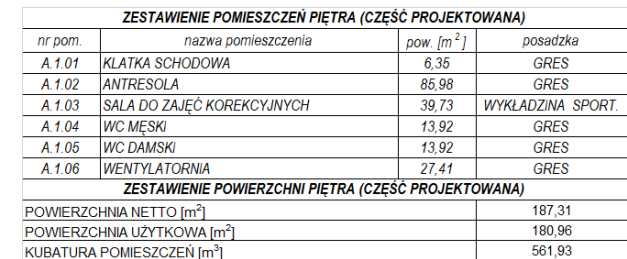 ZESTAWIENIE POMIESZCZEŃ PIĘTRA (CZĘŚĆ PROJEKTOWANA)
nr pom. nazwa pomieszczenia pow. [m²] posadzka
A.1.01 KLATKA SCHODOWA 6,35 GRES
A.1.02 ANTRESOLA 85,98 GRES
A.1.03 SALA DO ZAJĘĆ KOREKCYJNYCH 39,73 WYKŁADZINA SPORT.
A.1.04 WC MĘSKI 13,92 GRES
A.1.05 WC DAMSKI 13,92 GRES
A.1.06 WENTYLATORNIA 27,41 GRES
ZESTAWIENIE POWIERZCHNI PIĘTRA (CZĘŚĆ PROJEKTOWANA)
POWIERZCHNIA NETTO [m²] 187,31
POWIERZCHNIA UŻYTKOWA [m²] 180,96
KUBATURA POMIESZCZEŃ [m³] 561,93